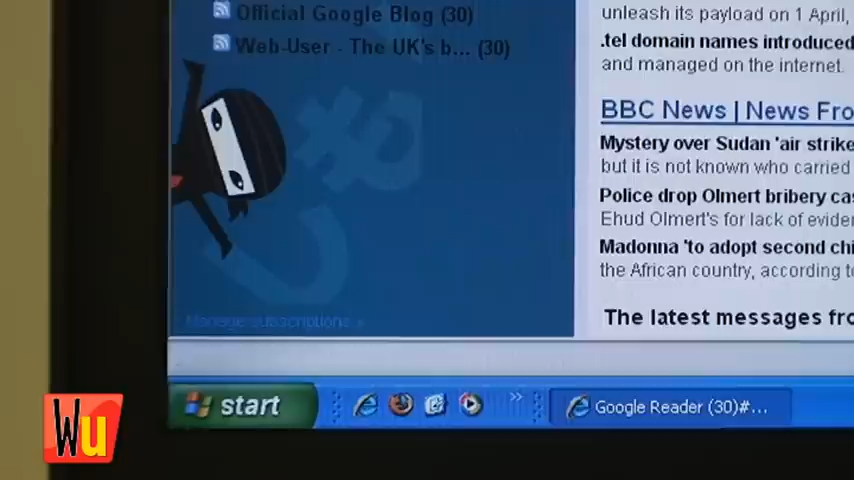 Official Google Blog (30)
Web-User - The UK's b... (30)
Manage subscriptions »
unleash its payload on 1 April,
.tel domain names introduced
and managed on the internet.
BBC News | News Fro
Mystery over Sudan 'air strike
but it is not known who carried
Police drop Olmert bribery ca
Ehud Olmert's for lack of evide
Madonna 'to adopt second chi
the African country, according to
The latest messages fro
start
Google Reader (30)#...
Wu